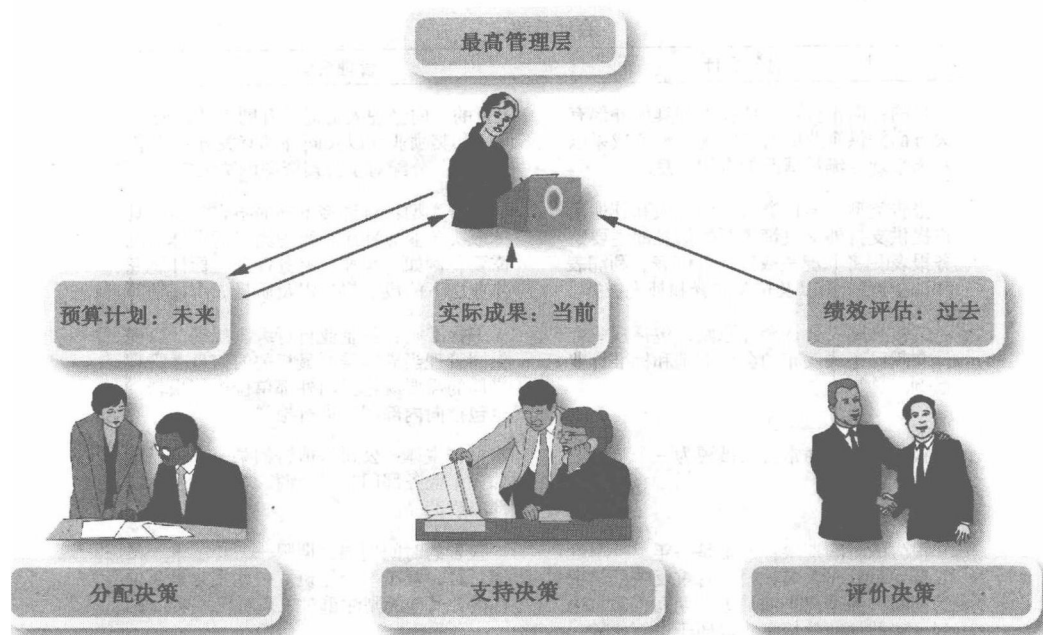 最高管理层
预算计划：未来
实际成果：当前
绩效评估：过去
分配决策
支持决策
评价决策